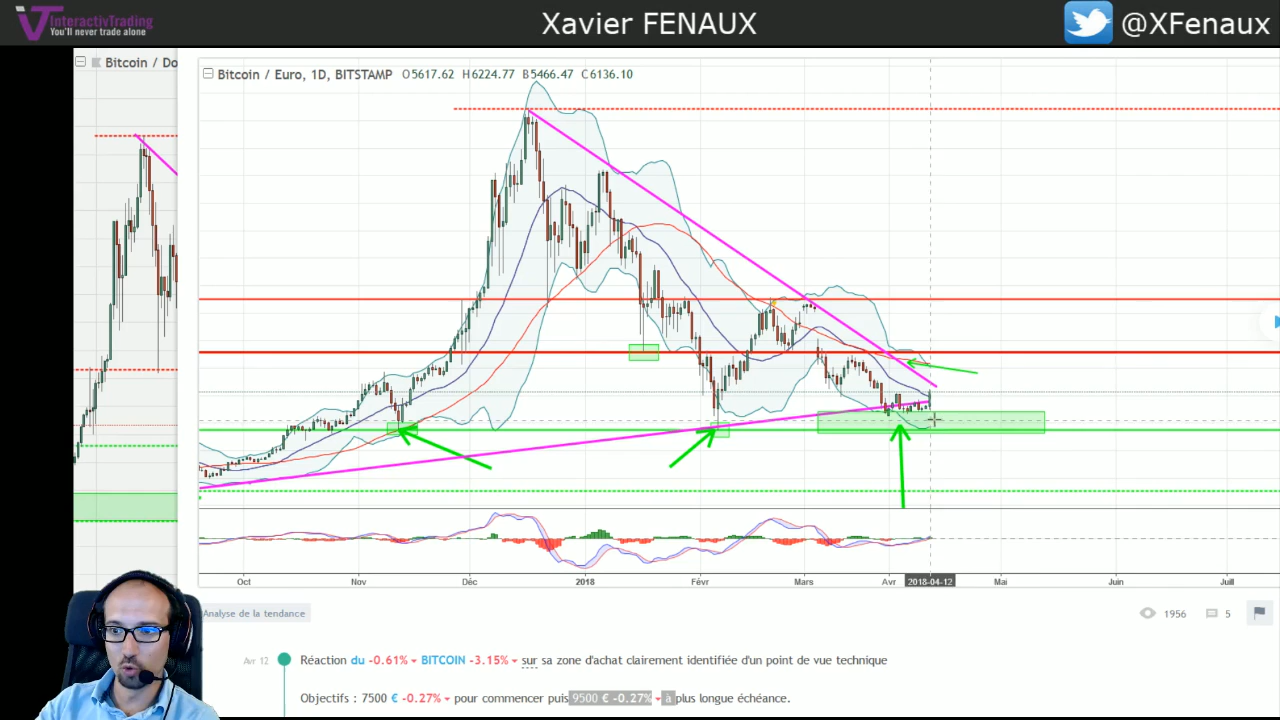 InteractivTrading
You'll never trade alone
Xavier FENAUX
@XFenaux
Bitcoin / Do
Bitcoin / Euro, 1D, BITSTAMP O5617.62 H6224.77 B5466.47 C6136.10
Oct Nov Déc 2018 Févr Mars Avr 2018-04-12 Mai Juin Juill
Analyse de la tendance
1956 5
Avr 12 Réaction du -0.61% BITCOIN -3.15% sur sa zone d'achat clairement identifiée d'un point de vue technique
Objectifs : 7500 € -0.27% pour commencer puis 9500 € -0.27% à plus longue échéance.